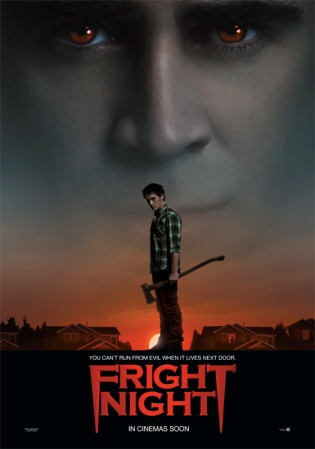 YOU CAN'T RUN FROM EVIL WHEN IT LIVES NEXT DOOR.
FRIGHT
NIGHT
IN CINEMAS SOON